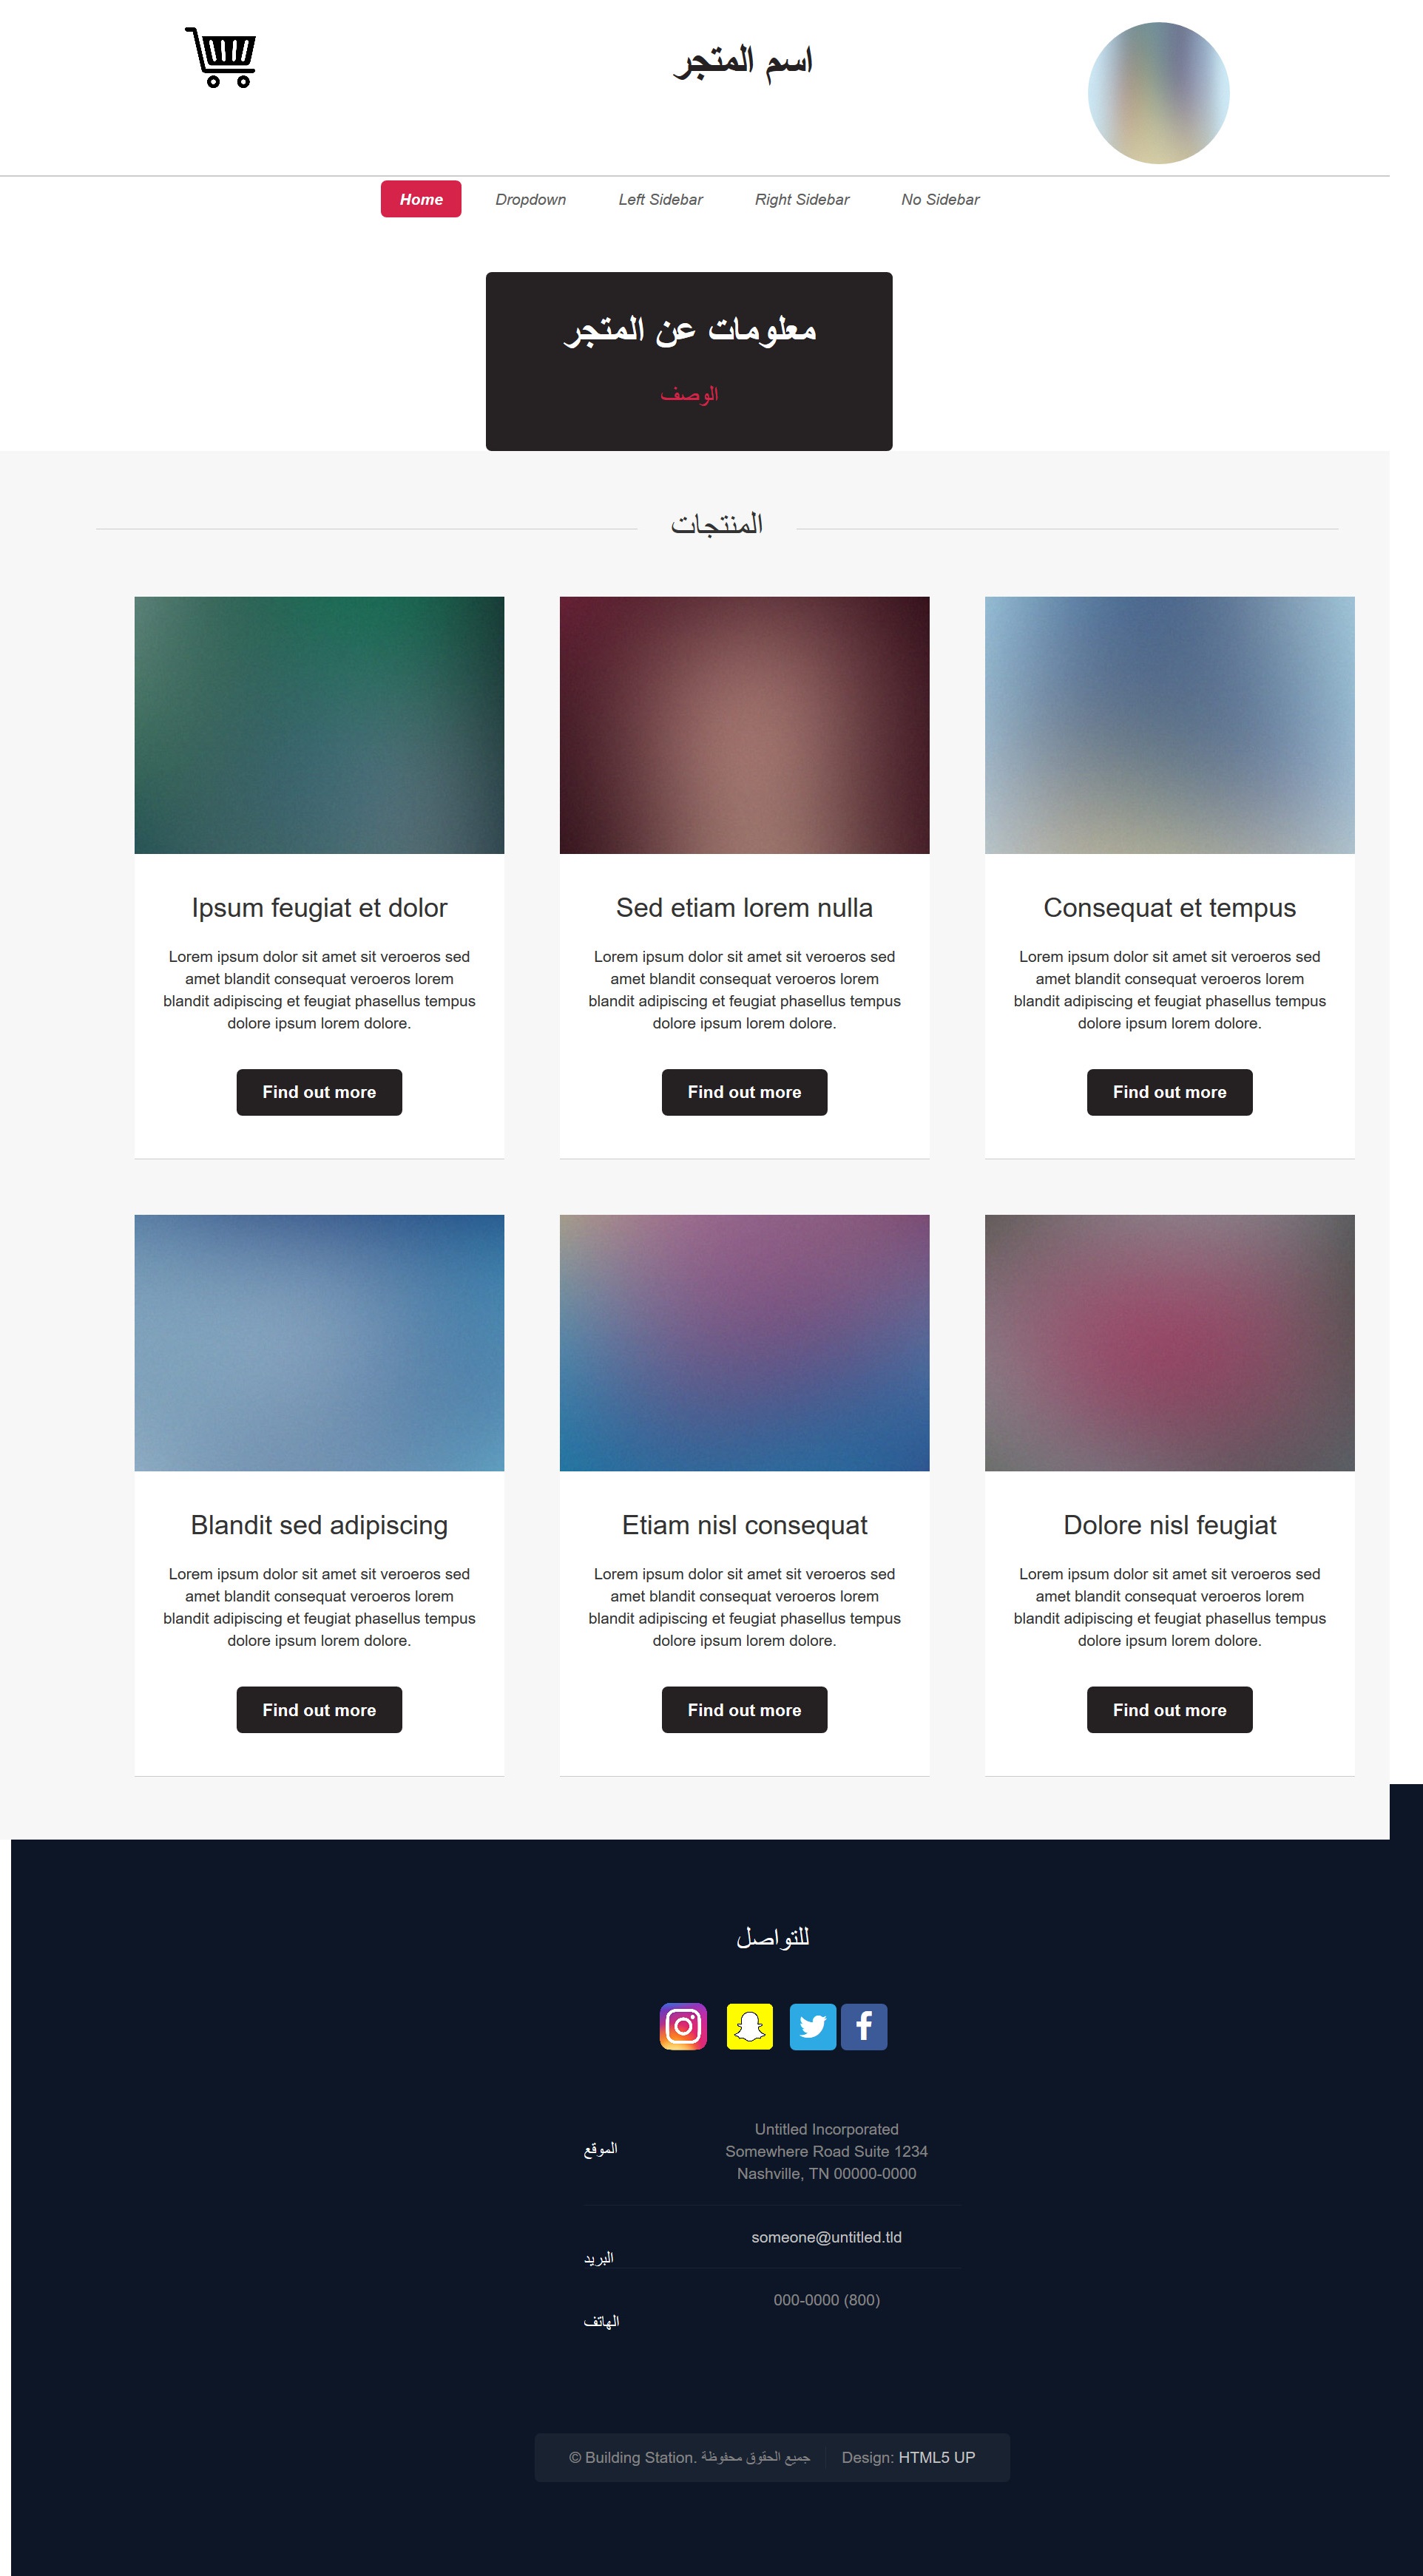 اسم المتجر
Home Dropdown Left Sidebar Right Sidebar No Sidebar
معلومات عن المتجر
الوصف
المنتجات
Ipsum feugiat et dolor
Lorem ipsum dolor sit amet sit veroeros sed
amet blandit consequat veroeros lorem
blandit adipiscing et feugiat phasellus tempus
dolore ipsum lorem dolore.
Find out more
Sed etiam lorem nulla
Lorem ipsum dolor sit amet sit veroeros sed
amet blandit consequat veroeros lorem
blandit adipiscing et feugiat phasellus tempus
dolore ipsum lorem dolore.
Find out more
Consequat et tempus
Lorem ipsum dolor sit amet sit veroeros sed
amet blandit consequat veroeros lorem
blandit adipiscing et feugiat phasellus tempus
dolore ipsum lorem dolore.
Find out more
Blandit sed adipiscing
Lorem ipsum dolor sit amet sit veroeros sed
amet blandit consequat veroeros lorem
blandit adipiscing et feugiat phasellus tempus
dolore ipsum lorem dolore.
Find out more
Etiam nisl consequat
Lorem ipsum dolor sit amet sit veroeros sed
amet blandit consequat veroeros lorem
blandit adipiscing et feugiat phasellus tempus
dolore ipsum lorem dolore.
Find out more
Dolore nisl feugiat
Lorem ipsum dolor sit amet sit veroeros sed
amet blandit consequat veroeros lorem
blandit adipiscing et feugiat phasellus tempus
dolore ipsum lorem dolore.
Find out more
للتواصل
الموقع
Untitled Incorporated
Somewhere Road Suite 1234
Nashville, TN 00000-0000
البريد
someone@untitled.tld
الهاتف
000-0000 (800)
© Building Station. جميع الحقوق محفوظة
Design: HTML5 UP